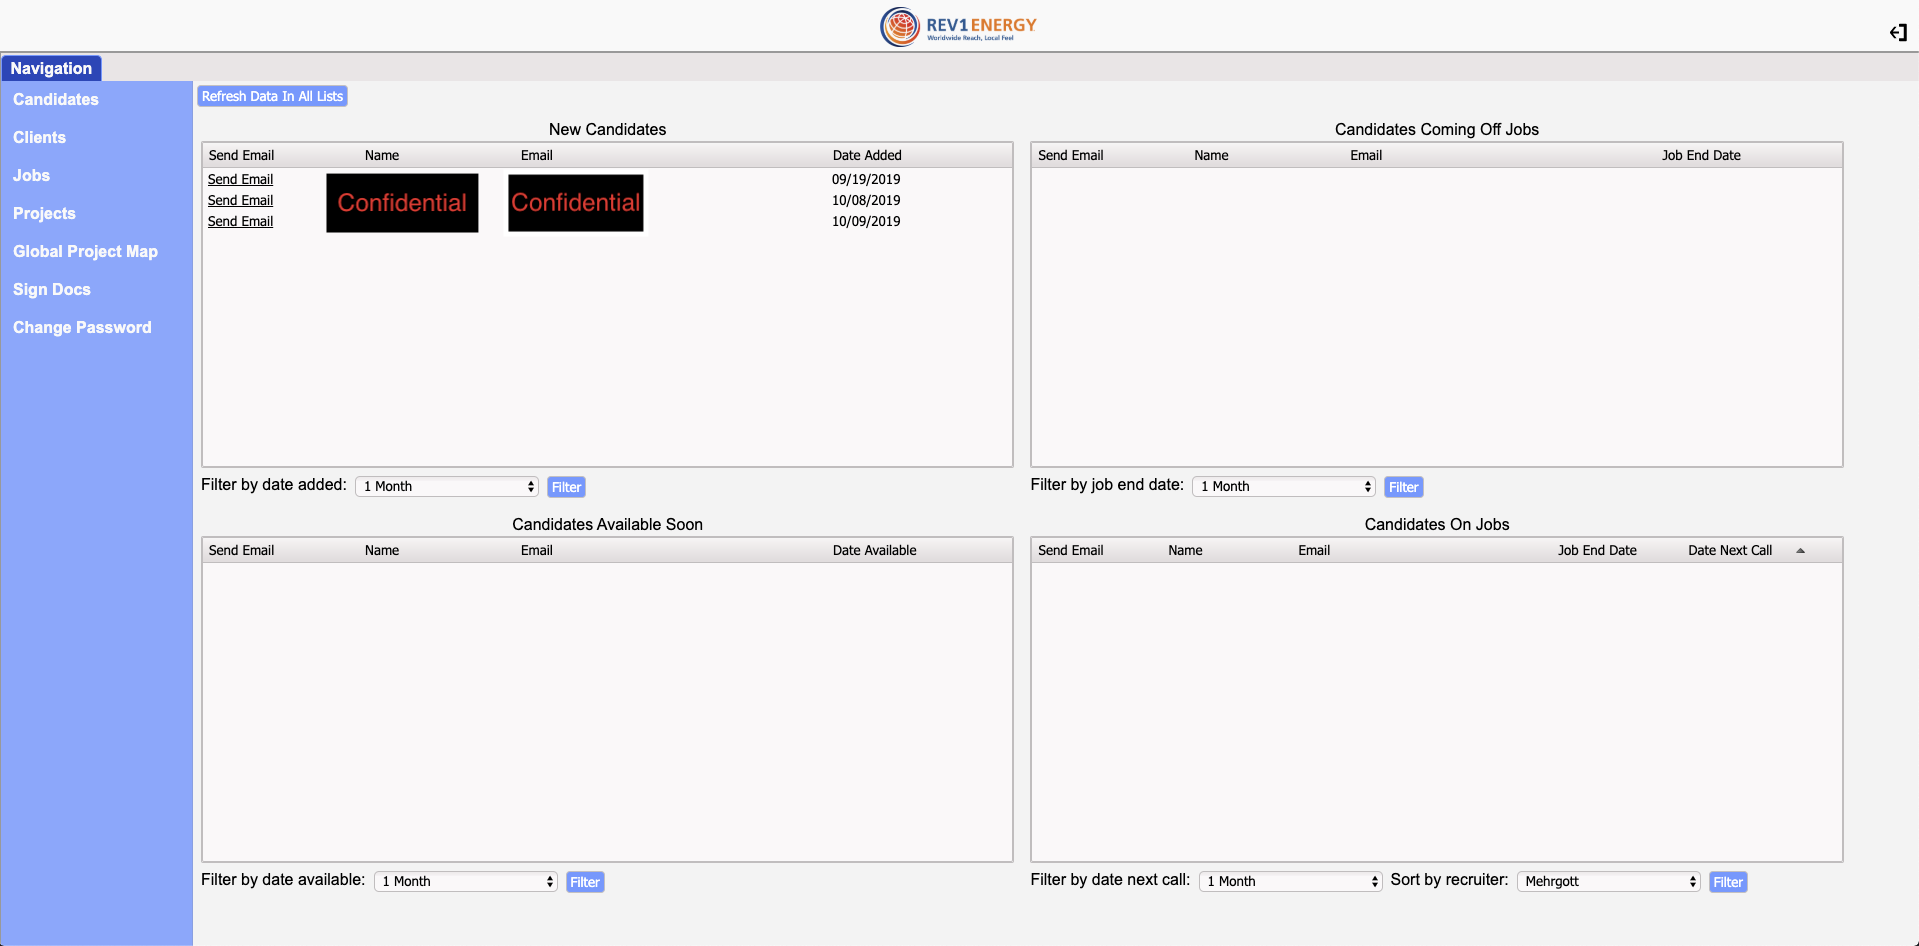 REV1 ENERGY
Worldwide Reach, Local Feel
Navigation
Candidates
Clients
Jobs
Projects
Global Project Map
Sign Docs
Change Password
Refresh Data In All Lists
New Candidates
Send Email Name Email Date Added
Send Email 09/19/2019
Send Email Confidential Confidential 10/08/2019
Send Email 10/09/2019
Filter by date added: 1 Month Filter
Candidates Coming Off Jobs
Send Email Name Email Job End Date
Filter by job end date: 1 Month Filter
Candidates Available Soon
Send Email Name Email Date Available
Filter by date available: 1 Month Filter
Candidates On Jobs
Send Email Name Email Job End Date Date Next Call
Filter by date next call: 1 Month Sort by recruiter: Mehrgott Filter